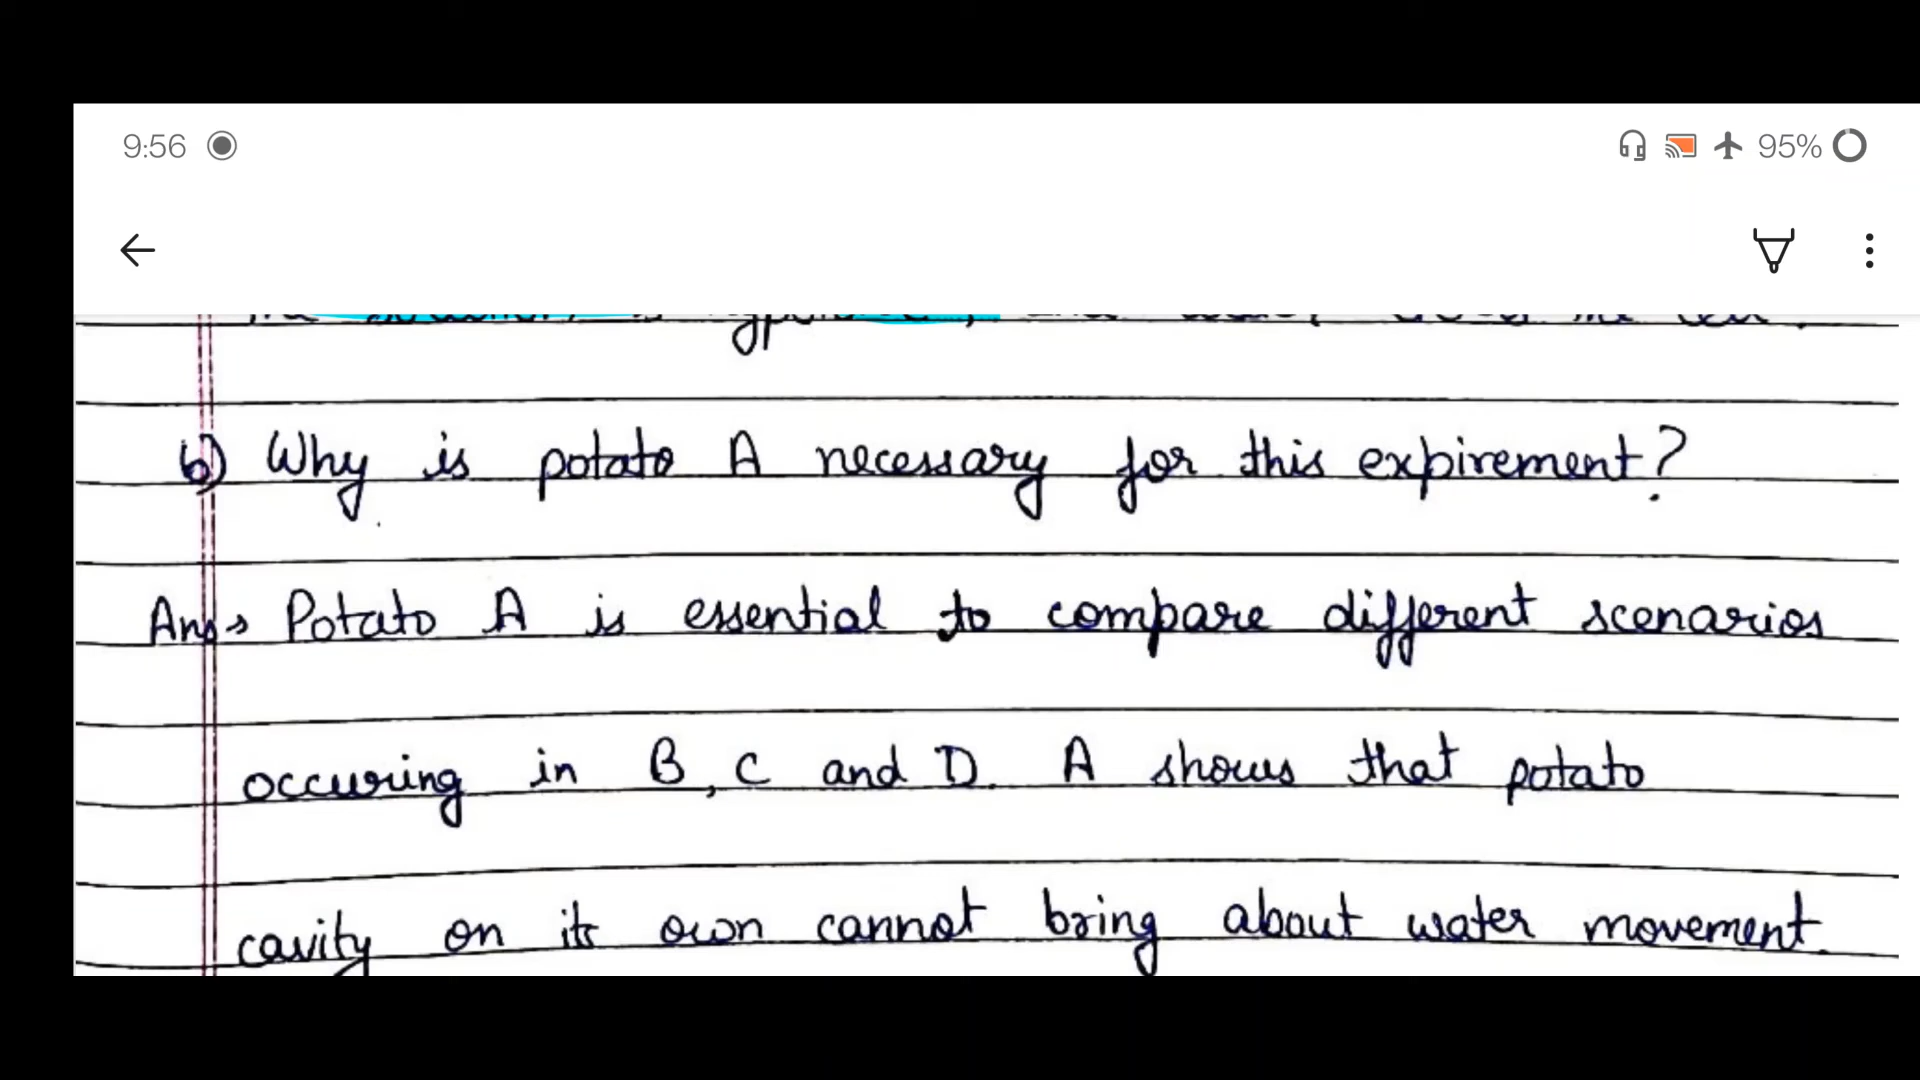 9:56 95%
b) Why is potato A necessary for this expirement?
Ans→ Potato A is essential to compare different scenarios
occuring in B, C and D. A shows that potato
cavity on its own cannot bring about water movement.